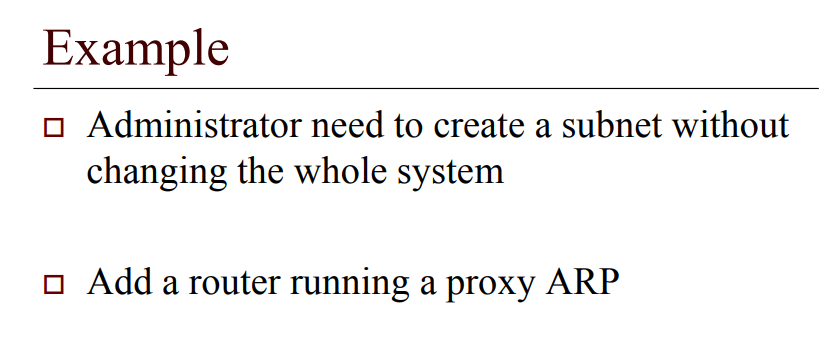 Example
Administrator need to create a subnet without
changing the whole system
Add a router running a proxy ARP